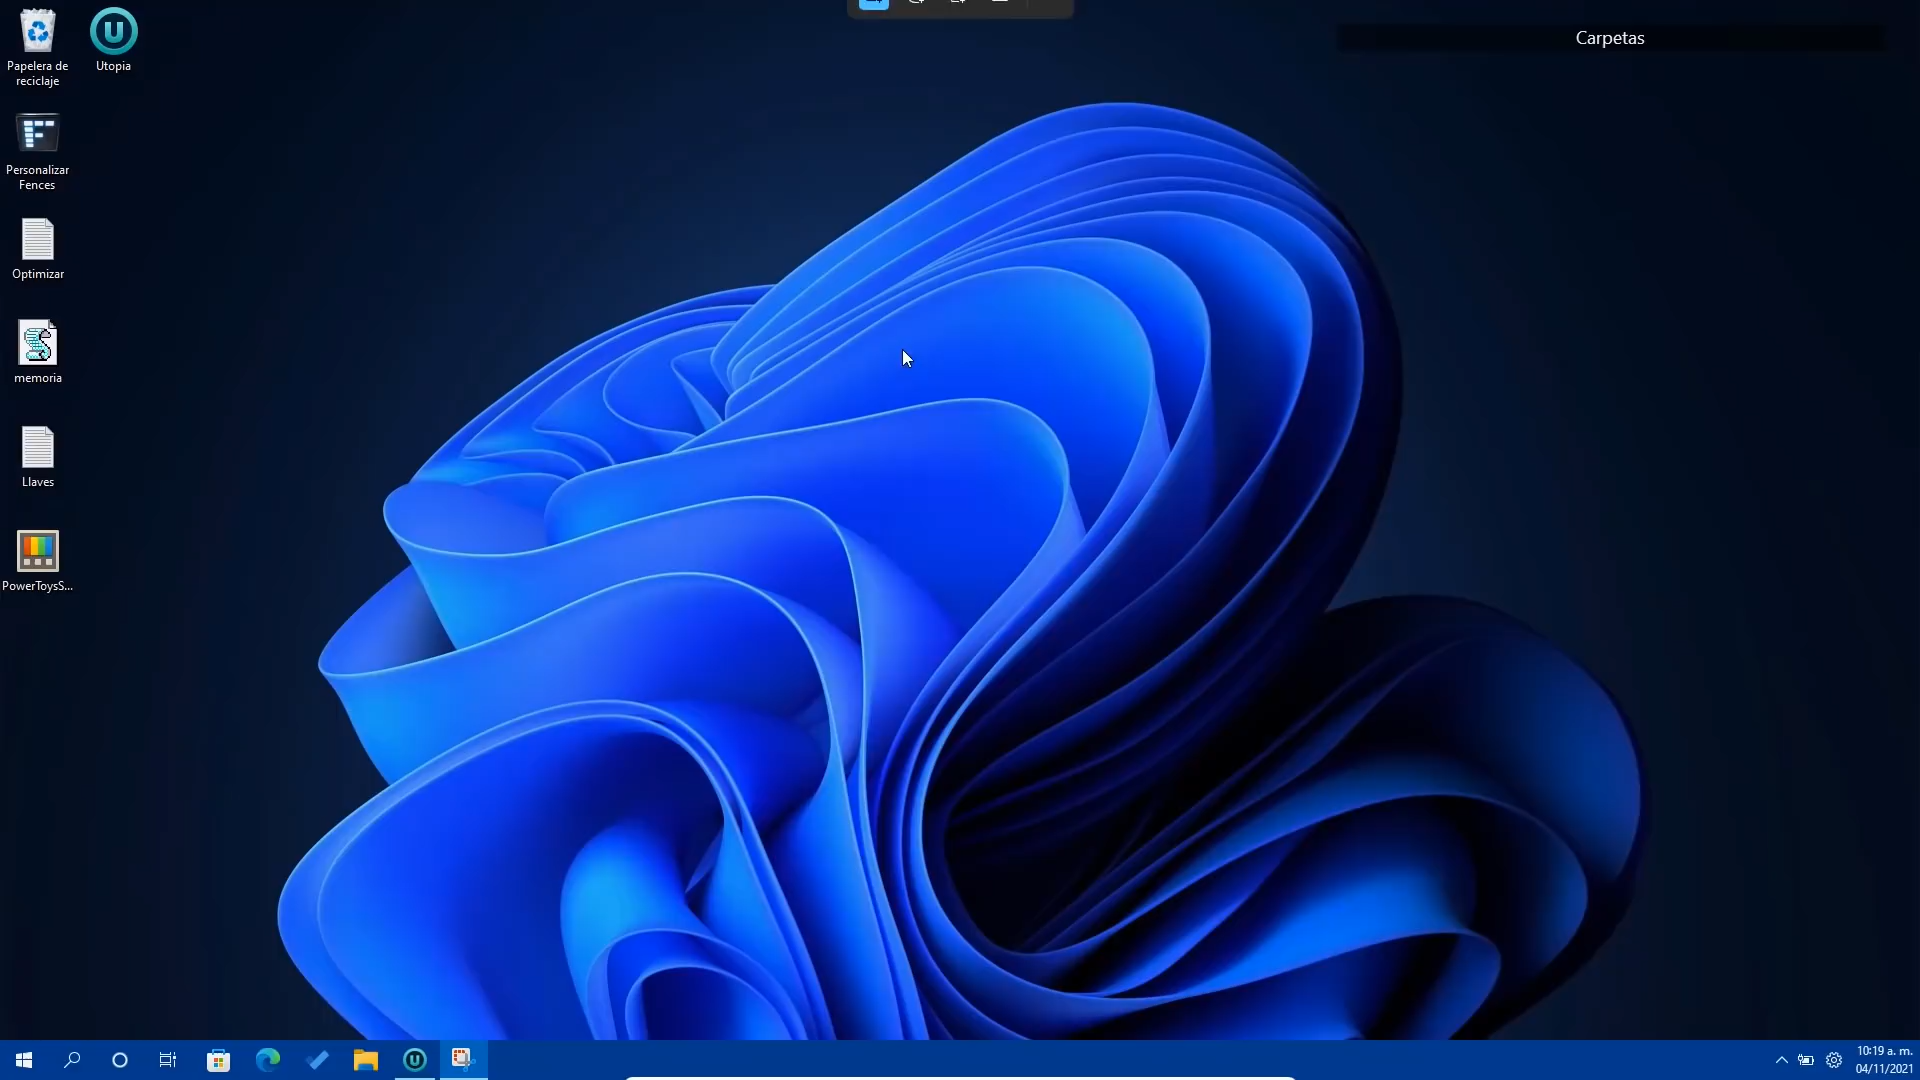 Papelera de
reciclaje
Utopia
Carpetas
Personalizar
Fences
Optimizar
memoria
Llaves
PowerToysS...
10:19 a. m.
04/11/2021